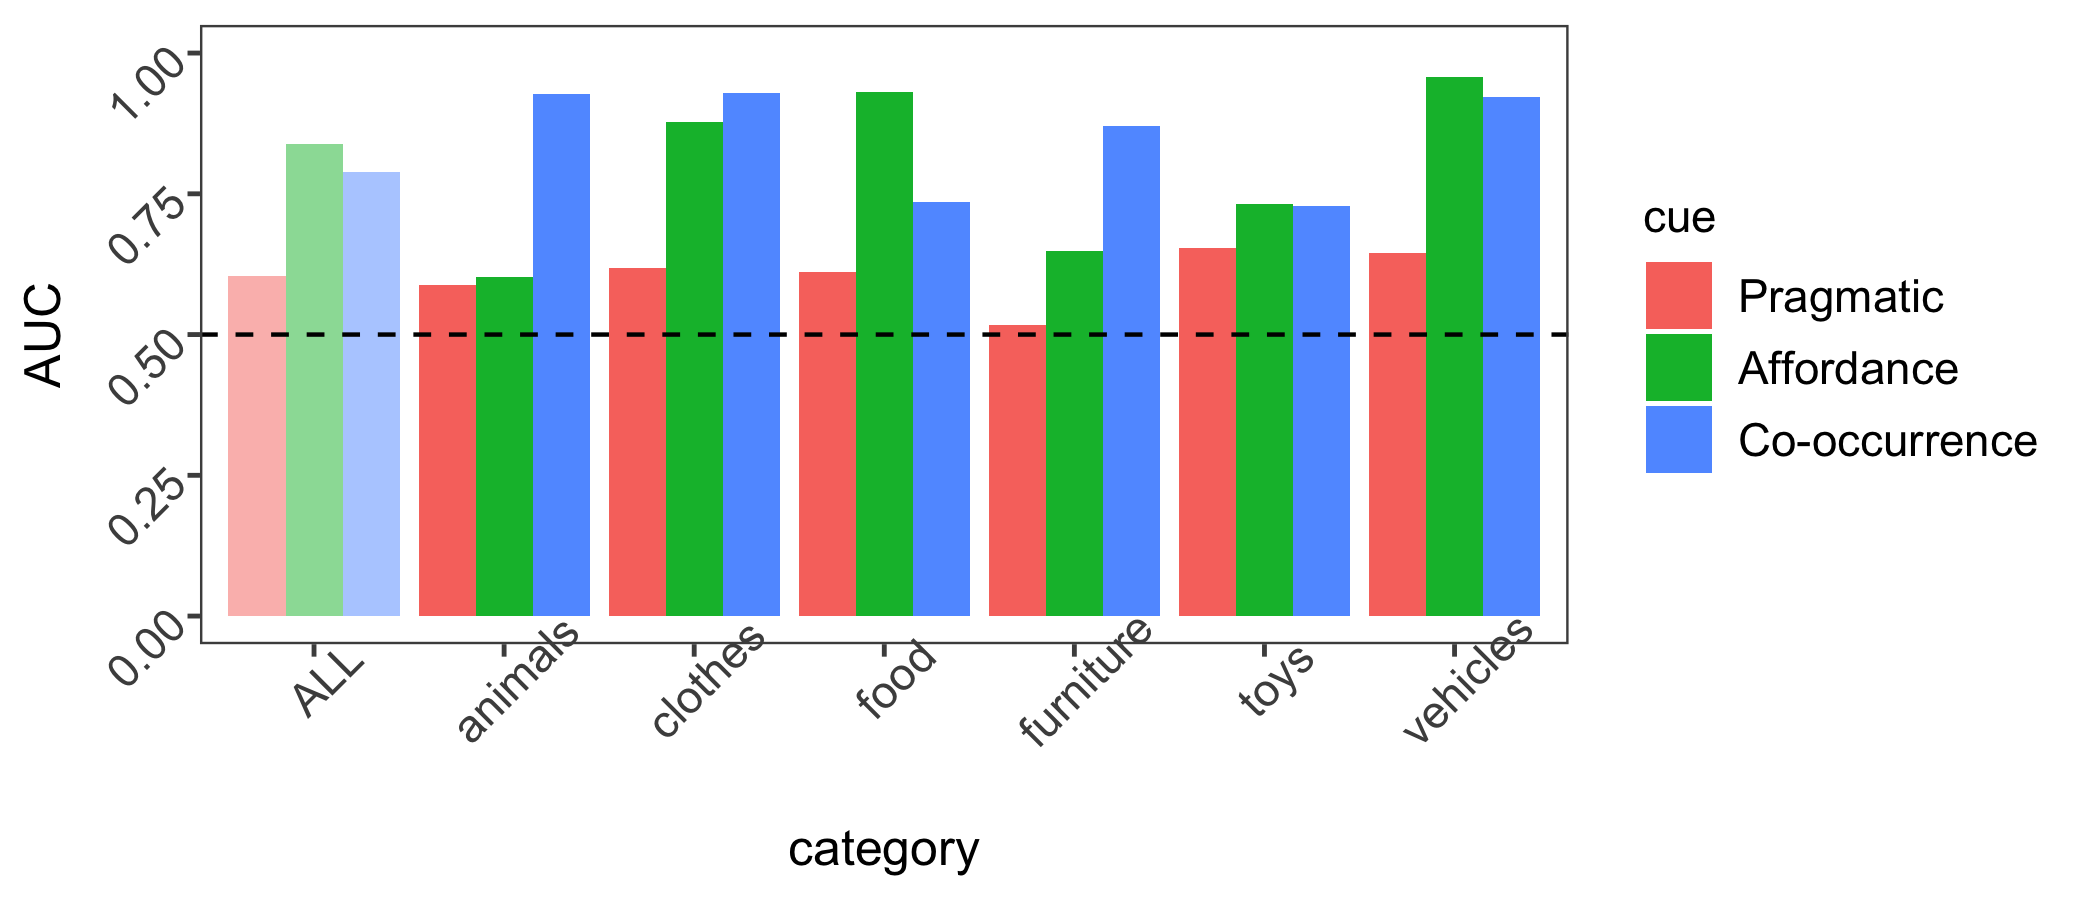 AUC
1.00
0.75
0.50
0.25
0.00
ALL
animals
clothes
food
furniture
toys
vehicles
category
cue
Pragmatic
Affordance
Co-occurrence